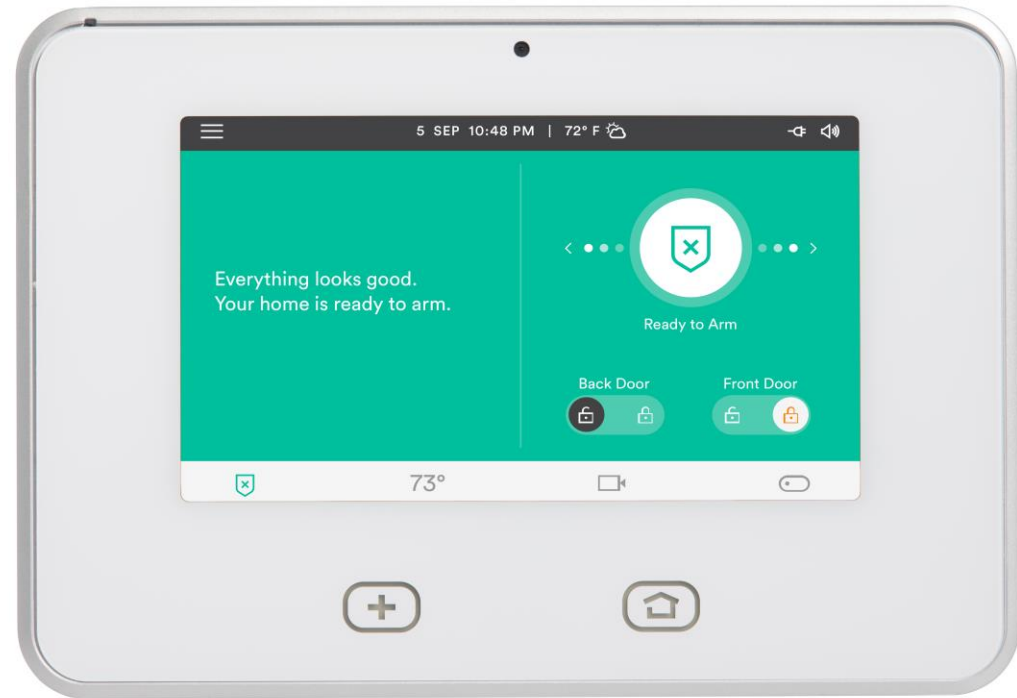 5 SEP 10:48 PM | 72° F
Everything looks good.
Your home is ready to arm.
Ready to Arm
Back Door
Front Door
73°